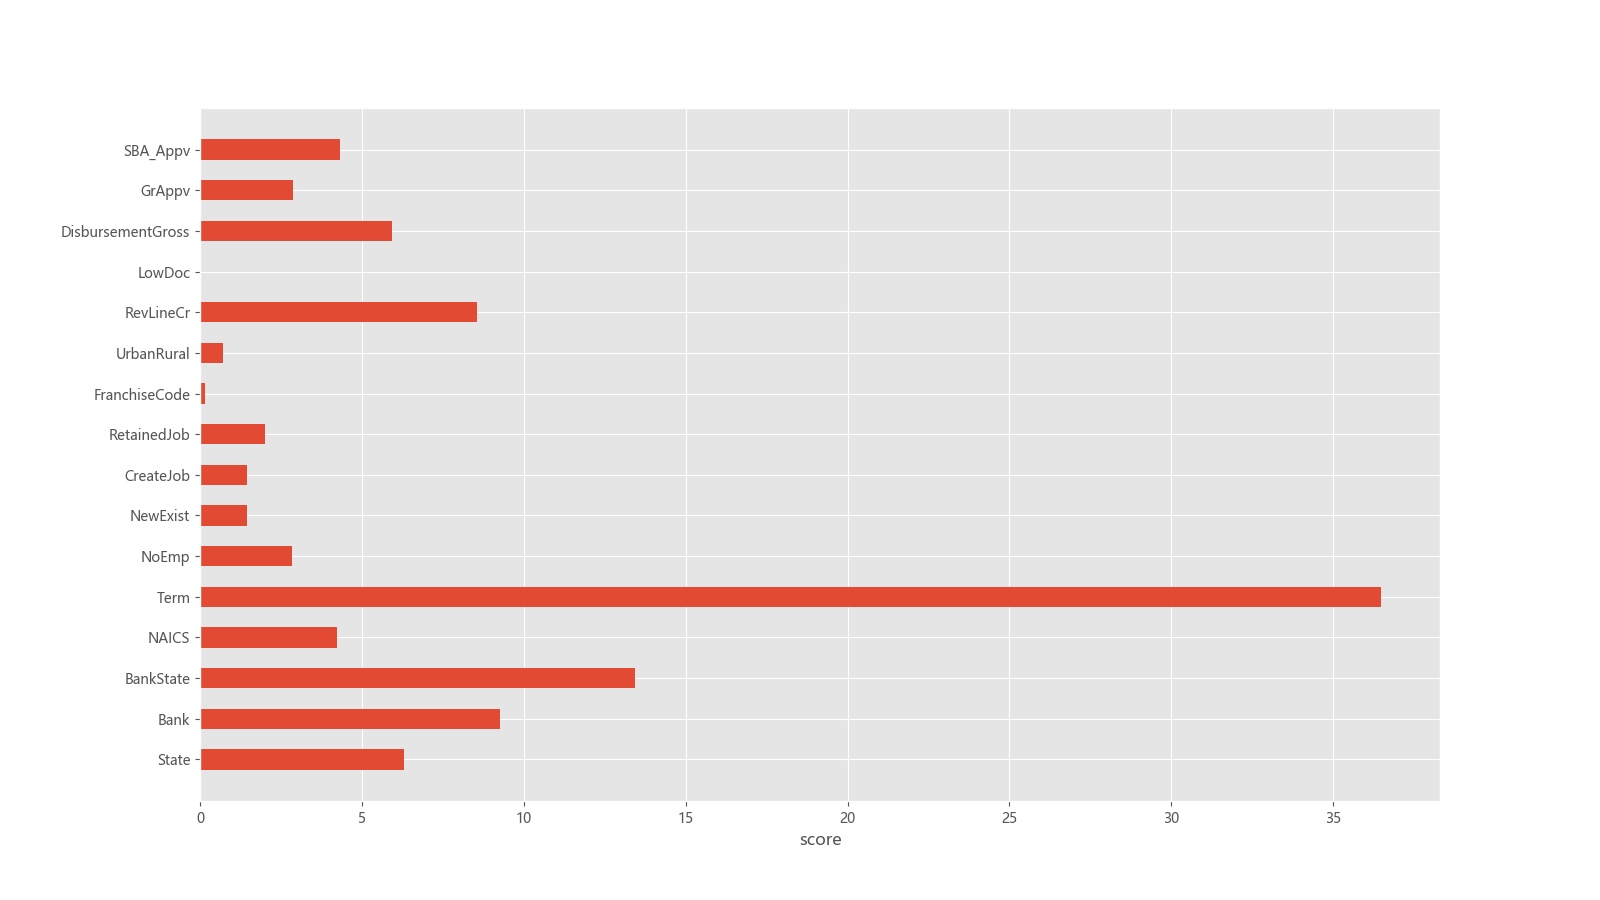 SBA_Appv
GrAppv
DisbursementGross
LowDoc
RevLineCr
UrbanRural
FranchiseCode
RetainedJob
CreateJob
NewExist
NoEmp
Term
NAICS
BankState
Bank
State
0 5 10 15 20 25 30 35
score